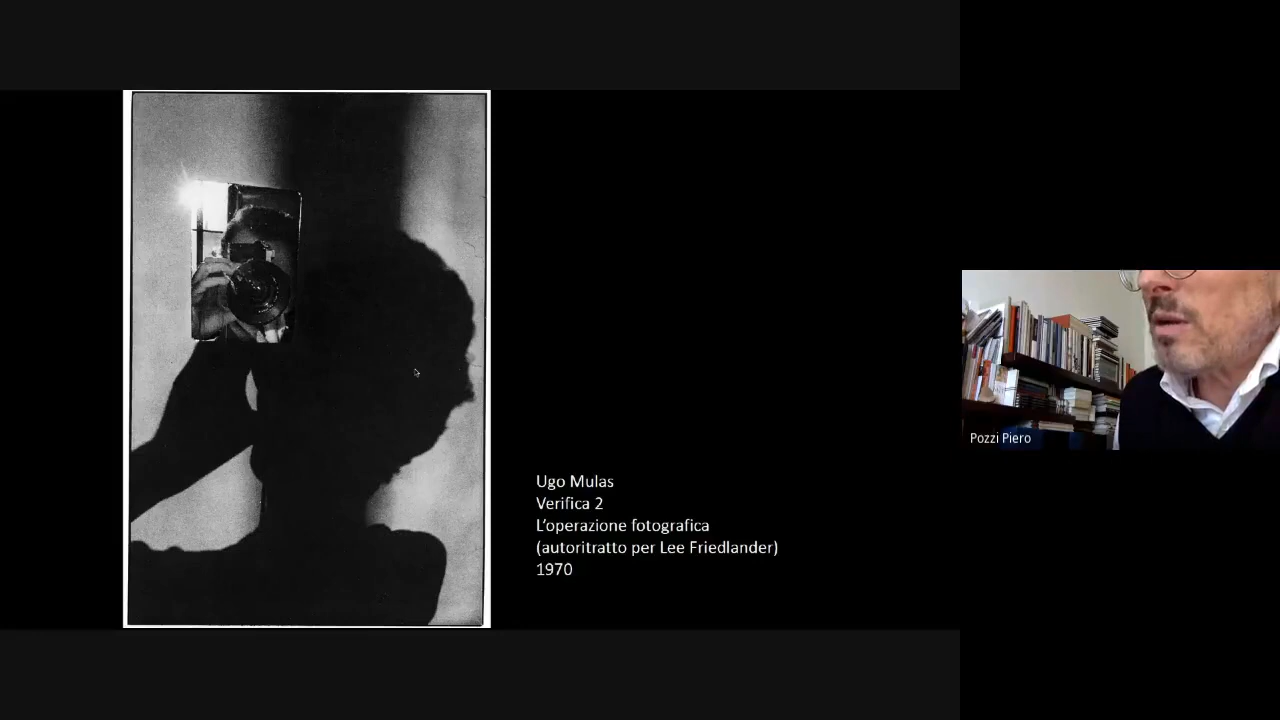 Ugo Mulas
Verifica 2
L'operazione fotografica
(autoritratto per Lee Friedlander)
1970
Pozzi Piero